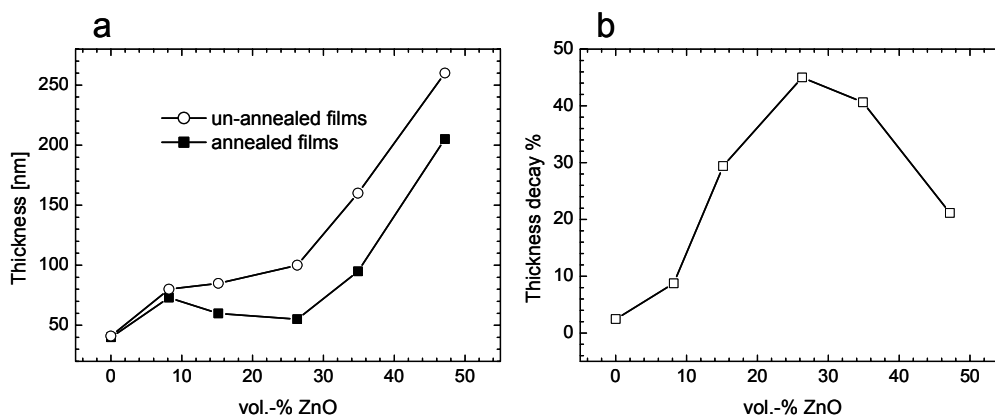 a
250
200
150
100
50
Thickness [nm]
un-annealed films
annealed films
0 10 20 30 40 50
vol.-% ZnO
b
50
40
30
20
10
0
Thickness decay %
0 10 20 30 40 50
vol.-% ZnO